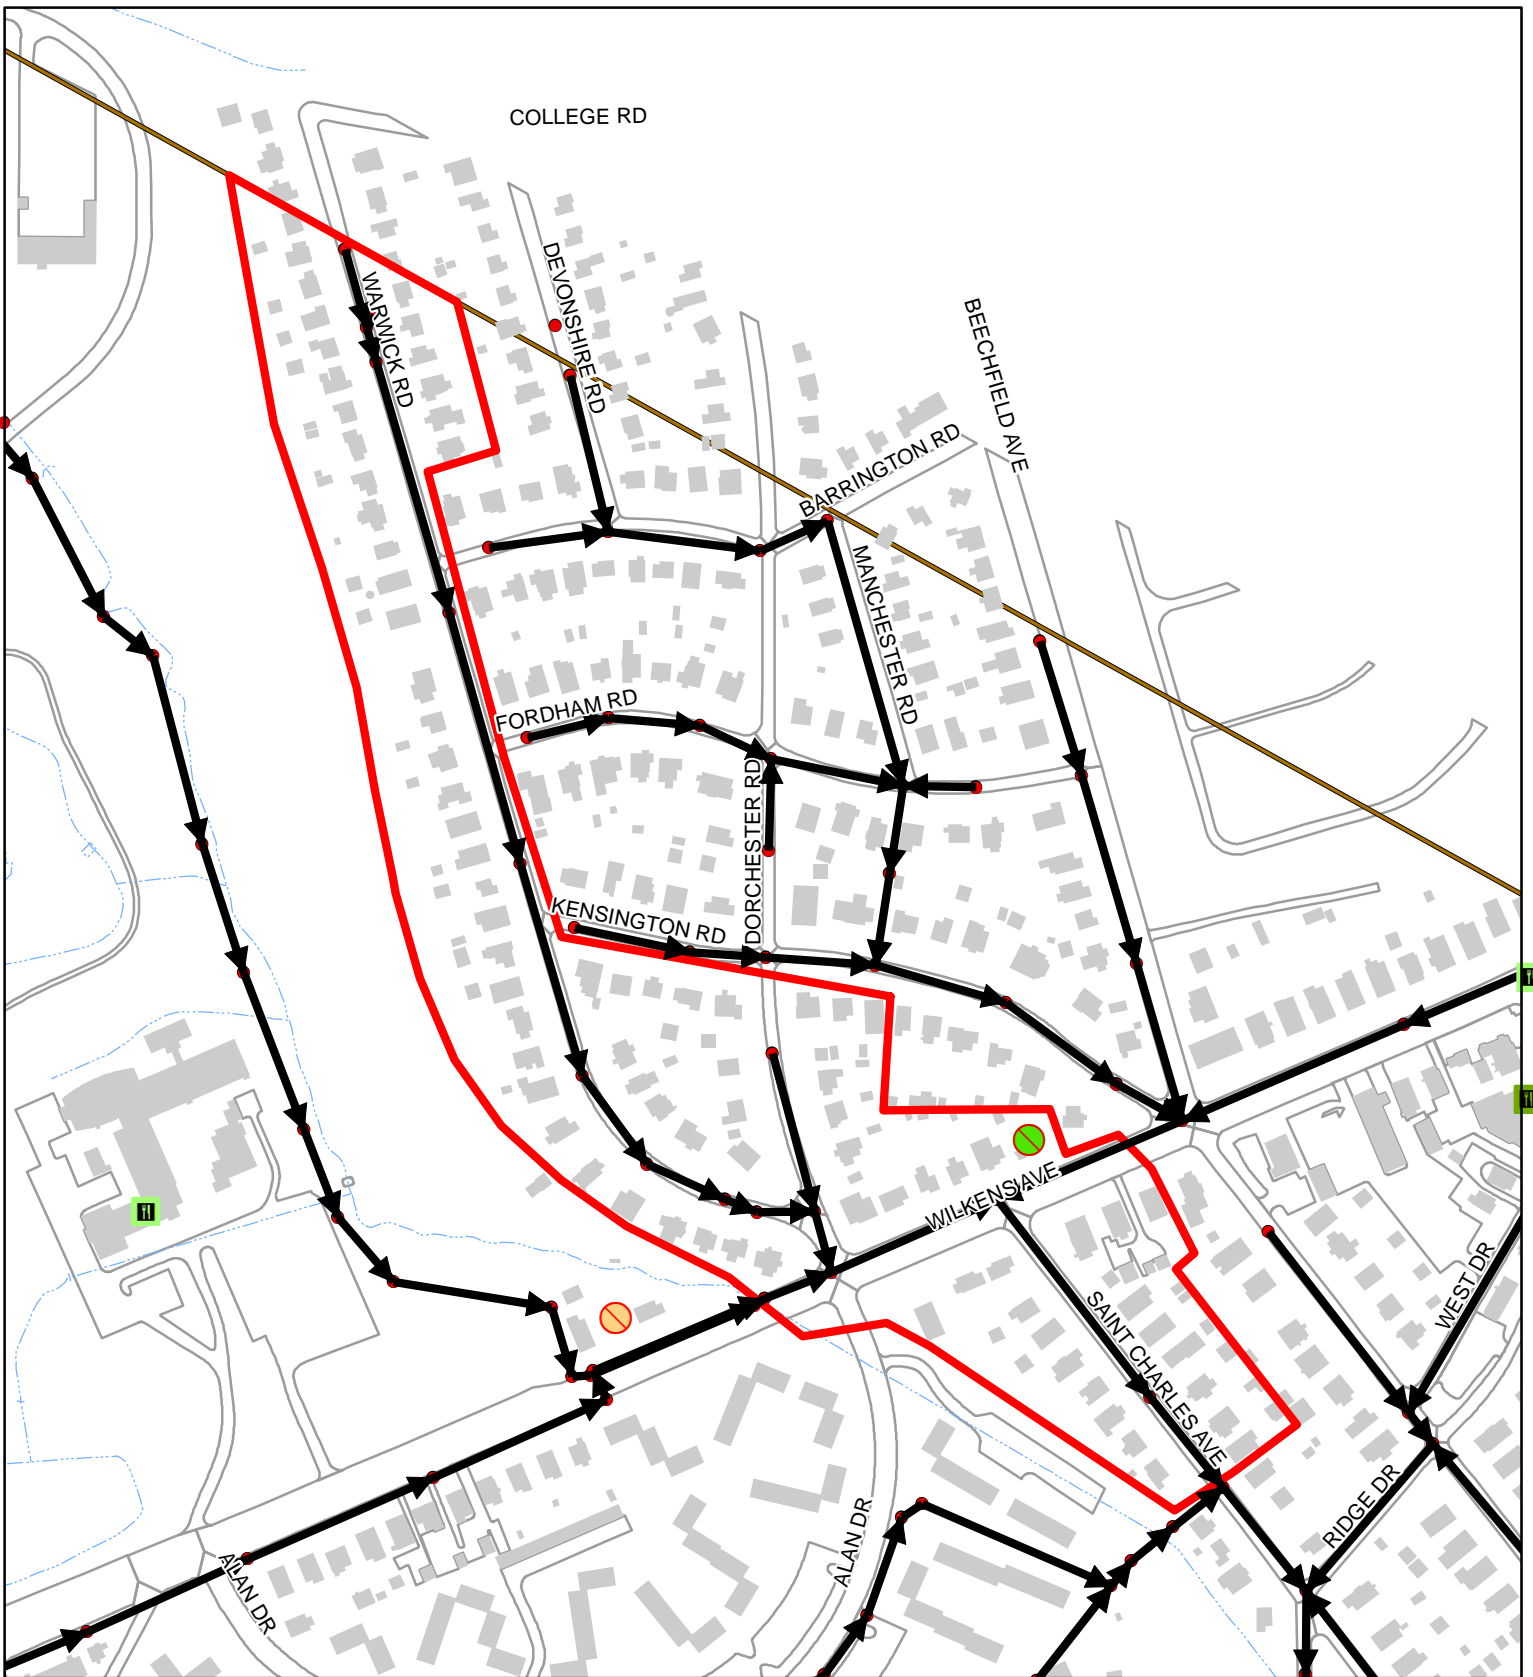 COLLEGE RD
DEVONSHIRE RD
WARWICK RD
BEECHFIELD AVE
BARRINGTON RD
MANCHESTER RD
FORDHAM RD
DORCHESTER RD
KENSINGTON RD
WILKENS AVE
SAINT CHARLES AVE
WEST DR
RIDGE DR
ALAN DR
ALAN DR